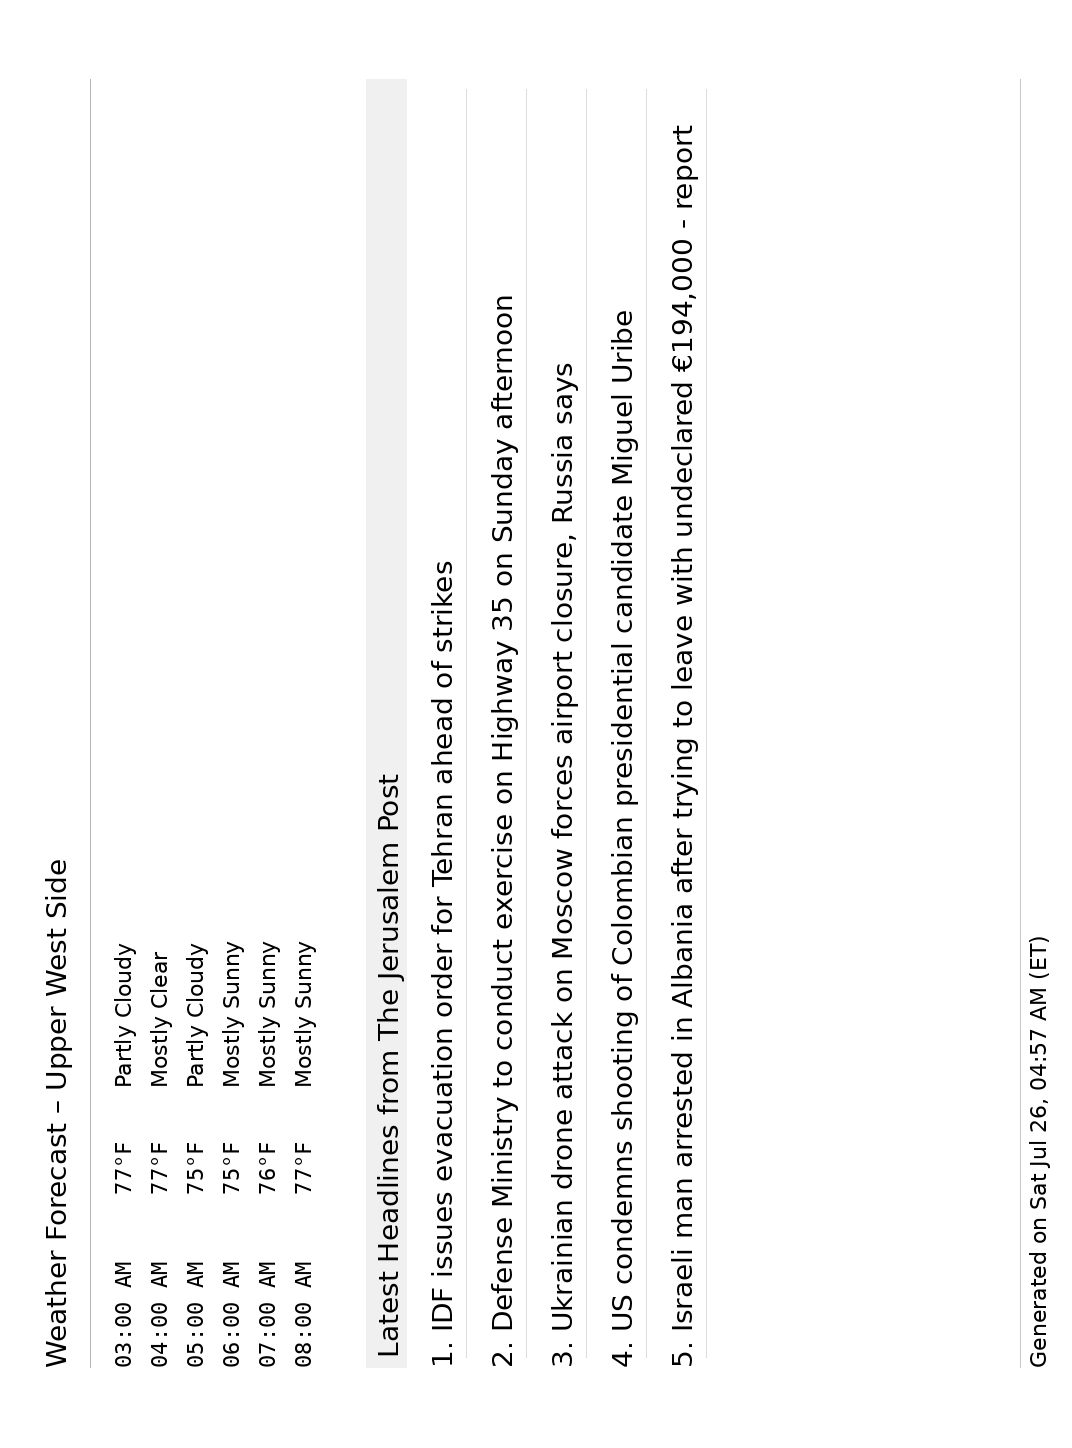 Weather Forecast – Upper West Side
03:00 AM 77°F Partly Cloudy
04:00 AM 77°F Mostly Clear
05:00 AM 75°F Partly Cloudy
06:00 AM 75°F Mostly Sunny
07:00 AM 76°F Mostly Sunny
08:00 AM 77°F Mostly Sunny
Latest Headlines from The Jerusalem Post
1. IDF issues evacuation order for Tehran ahead of strikes
2. Defense Ministry to conduct exercise on Highway 35 on Sunday afternoon
3. Ukrainian drone attack on Moscow forces airport closure, Russia says
4. US condemns shooting of Colombian presidential candidate Miguel Uribe
5. Israeli man arrested in Albania after trying to leave with undeclared €194,000 - report
Generated on Sat Jul 26, 04:57 AM (ET)